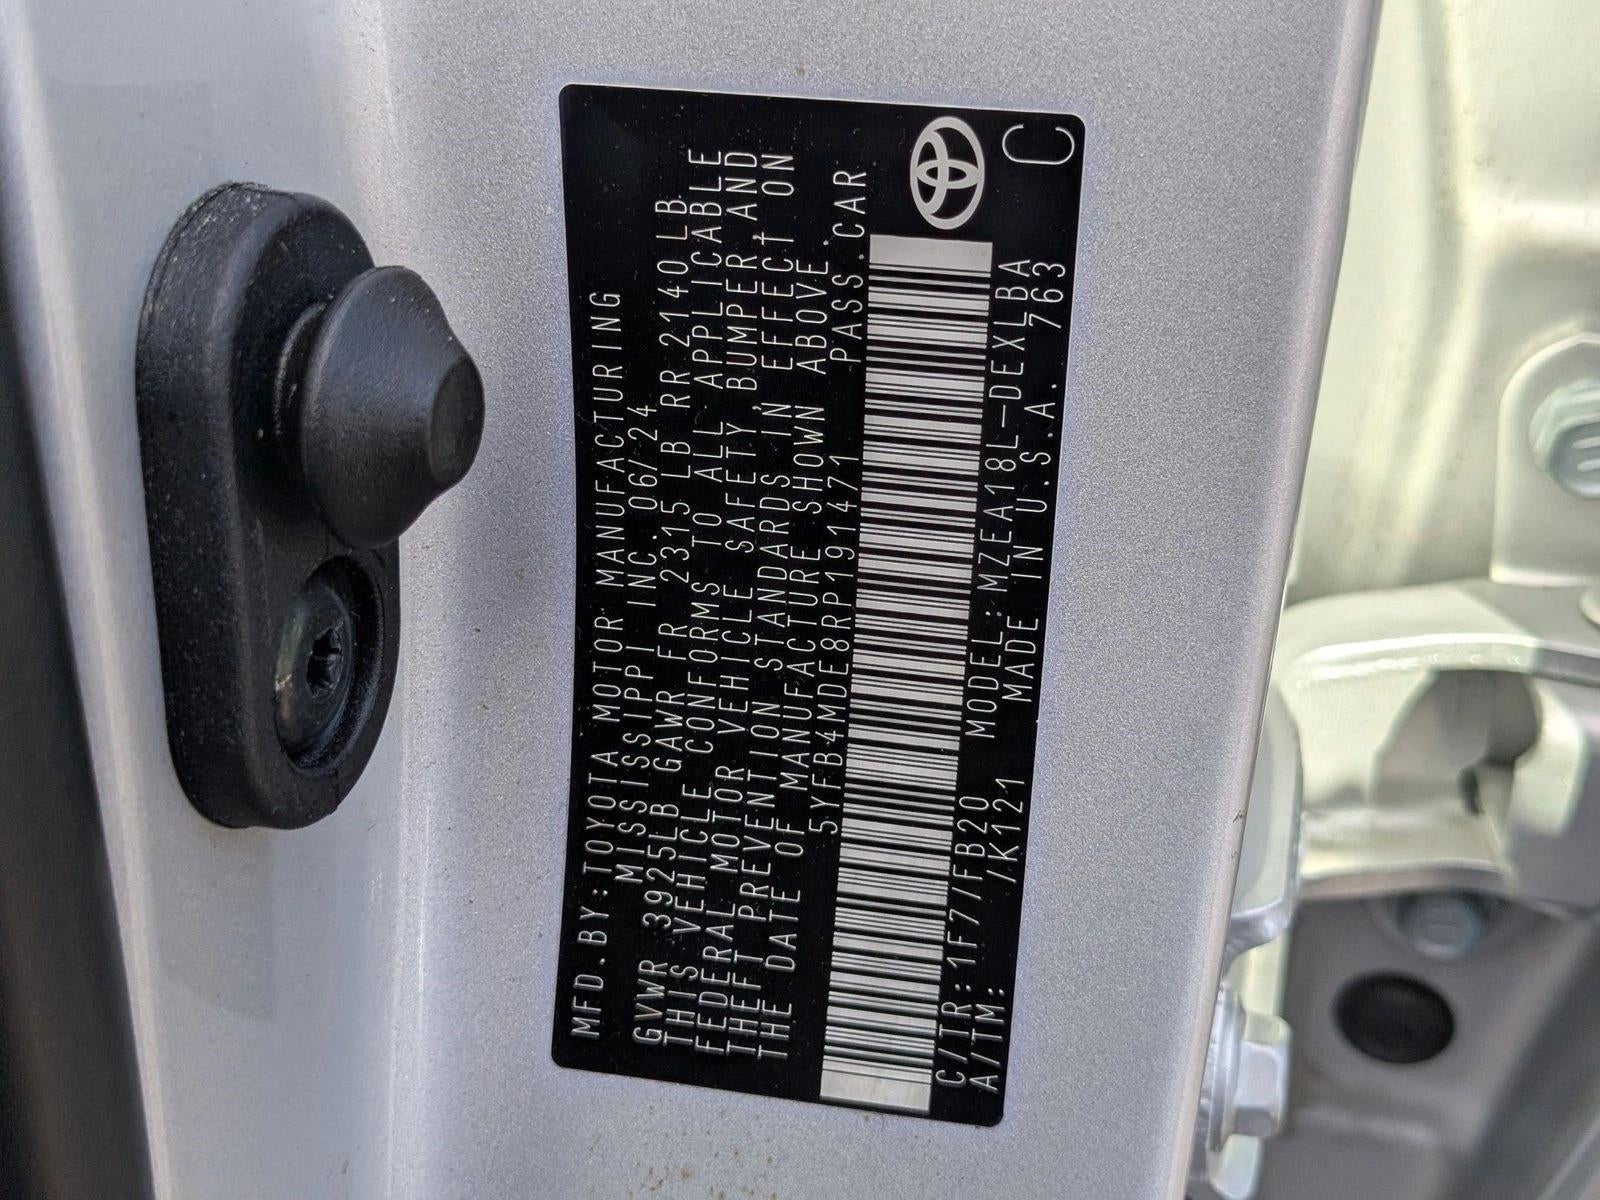 MFD.BY:TOYOTA MOTOR MANUFACTURING
MISSISSIPPI INC. 06/24
GVWR 3925LB GAWR FR 2315 LB RR 2140LB
THIS VEHICLE CONFORMS TO ALL APPLICABLE
FEDERAL MOTOR VEHICLE SAFETY, BUMPER, AND
THEFT PREVENTION STANDARDS IN EFFECT ON
THE DATE OF MANUFACTURE SHOWN ABOVE.
5YFB4MDE8RP191471 PASS.CAR
C/TR:1F7/FB20 MODEL:MZEA18L-DEXLBA
A/TM: /K121 MADE IN U.S.A. 763
C